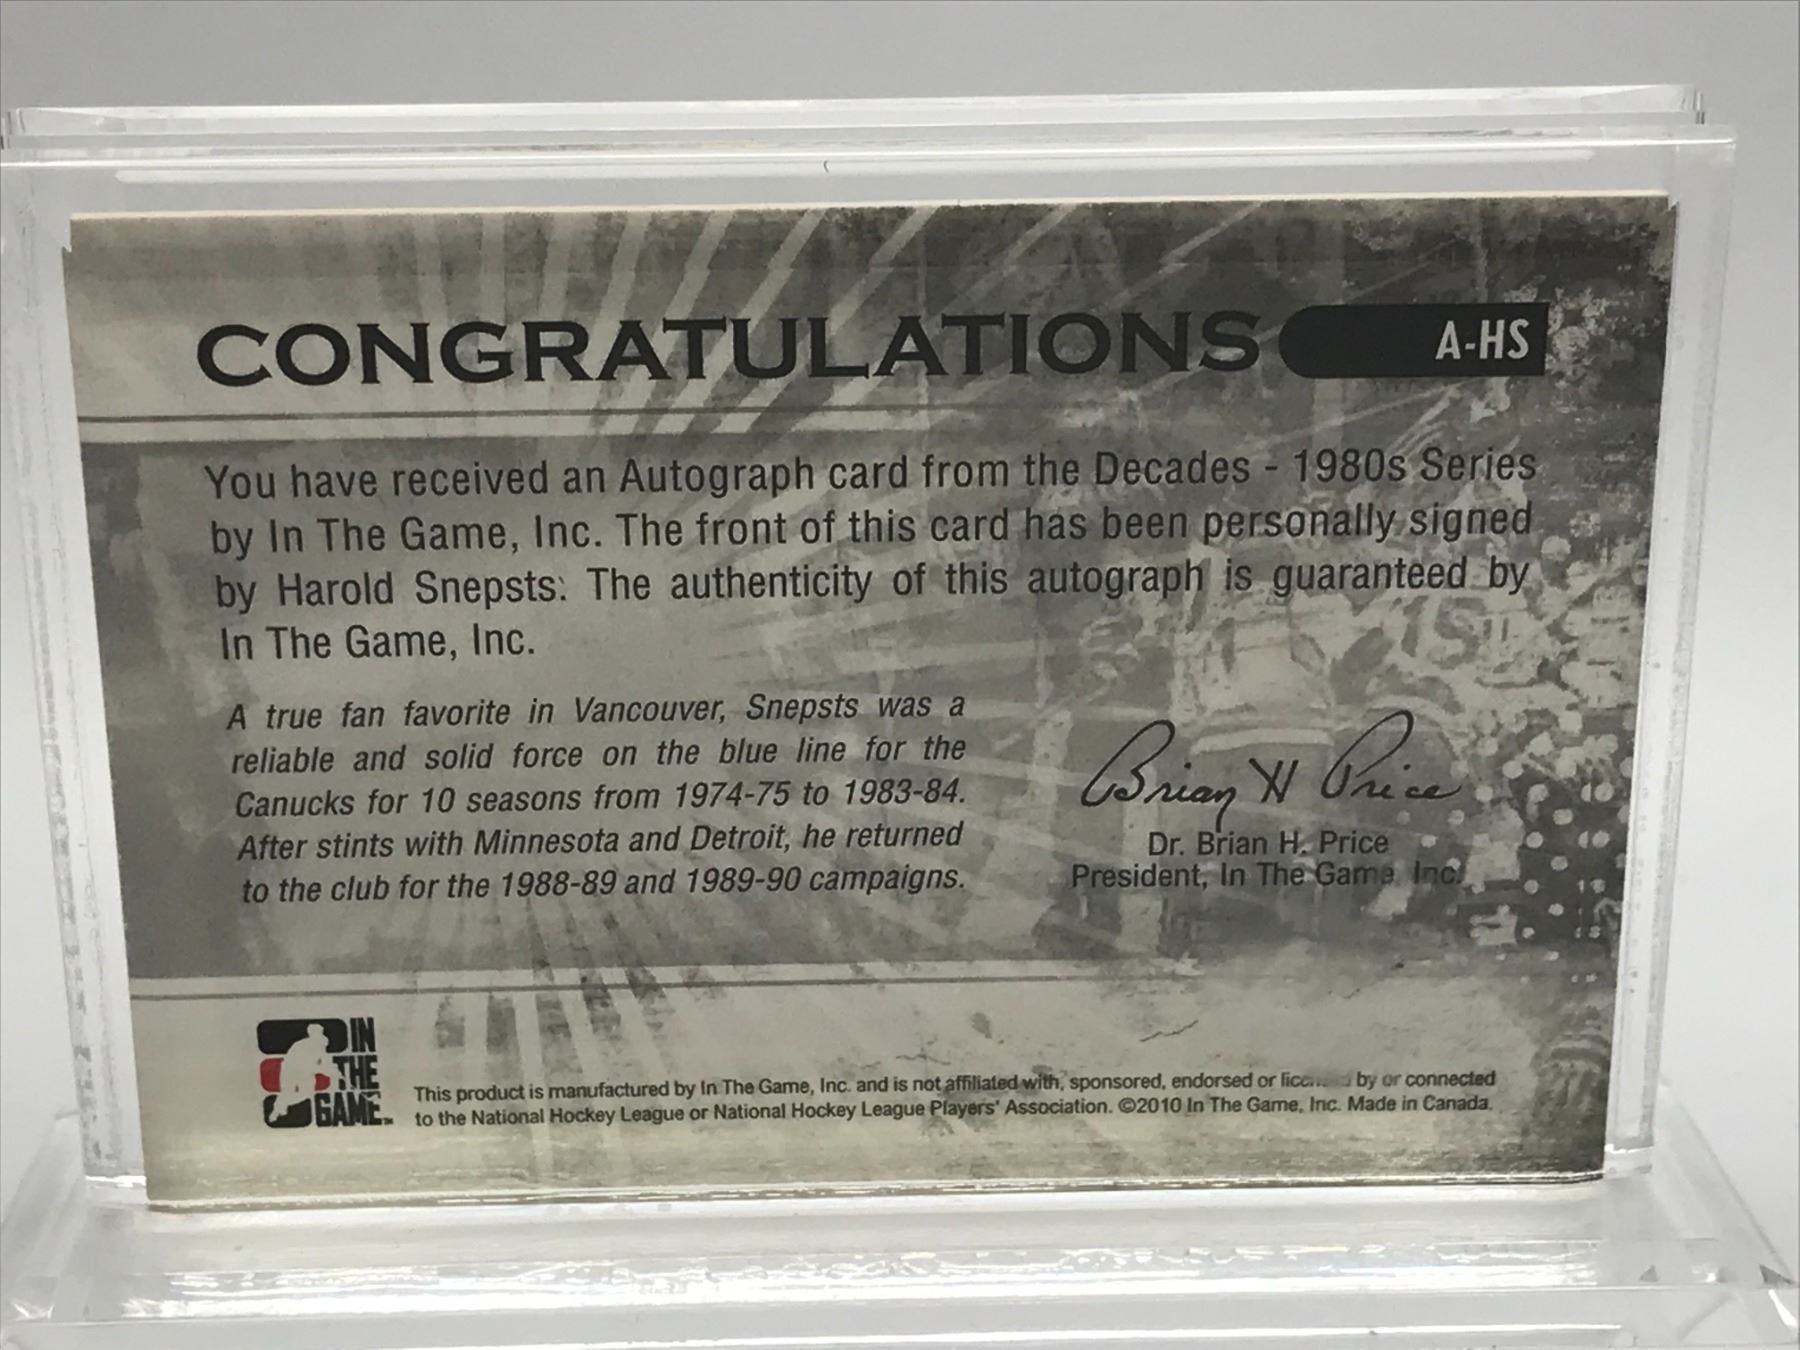 CONGRATULATIONS A-HS
You have received an Autograph card from the Decades - 1980s Series
by In The Game, Inc. The front of this card has been personally signed
by Harold Snepsts. The authenticity of this autograph is guaranteed by
In The Game, Inc.
A true fan favorite in Vancouver, Snepsts was a
reliable and solid force on the blue line for the
Canucks for 10 seasons from 1974-75 to 1983-84.
After stints with Minnesota and Detroit, he returned
to the club for the 1988-89 and 1989-90 campaigns.
Brian H Price
Dr. Brian H. Price
President, In The Game, Inc.
IN
THE
GAME™
This product is manufactured by In The Game, Inc. and is not affiliated with, sponsored, endorsed or by or connected
to the National Hockey League or National Hockey League Players' Association. ©2010 In The Game, Inc. Made in Canada.